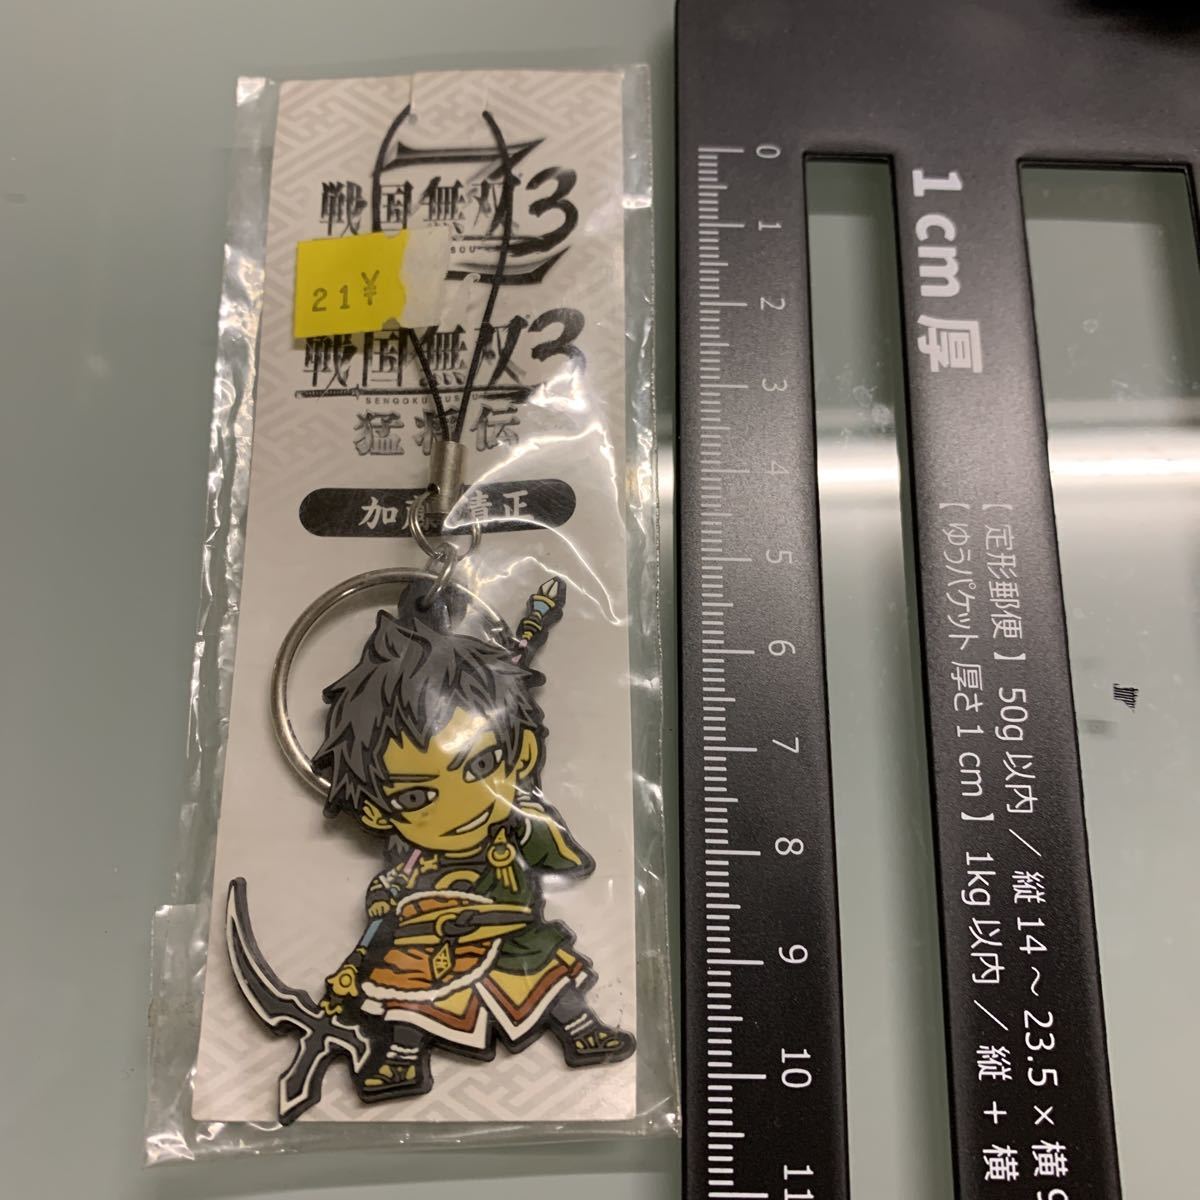 戦国無双3
21¥
戦国無双3
SENGOKU MUSOU
猛将伝
加藤清正
0
1
2
3
4
5
6
7
8
9
10
11
1cm厚
【定形郵便】50g以内／縦14～23.5×横9
【ゆうパケット厚さ1cm】1kg以内／縦＋横